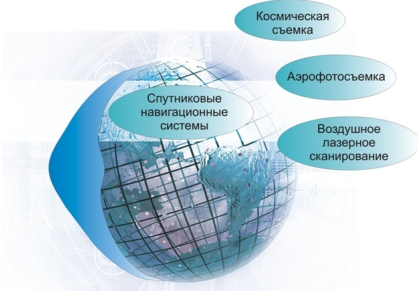 Космическая
съемка
Аэрофотосъемка
Спутниковые
навигационные
системы
Воздушное
лазерное
сканирование